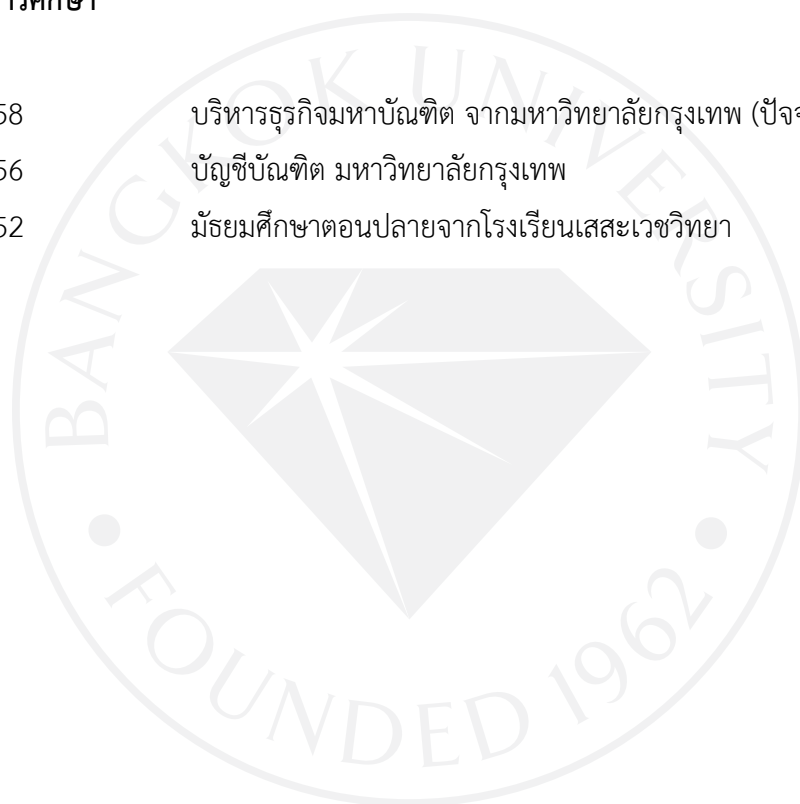 58 บริหารธุรกิจมหาบัณฑิต จากมหาวิทยาลัยกรุงเทพ
56 บัญชีบัณฑิต มหาวิทยาลัยกรุงเทพ
52 มัธยมศึกษาตอนปลายจากโรงเรียนเสสะเวชวิทยา
BANGKOK UNIVERSITY
FOUNDED 1962